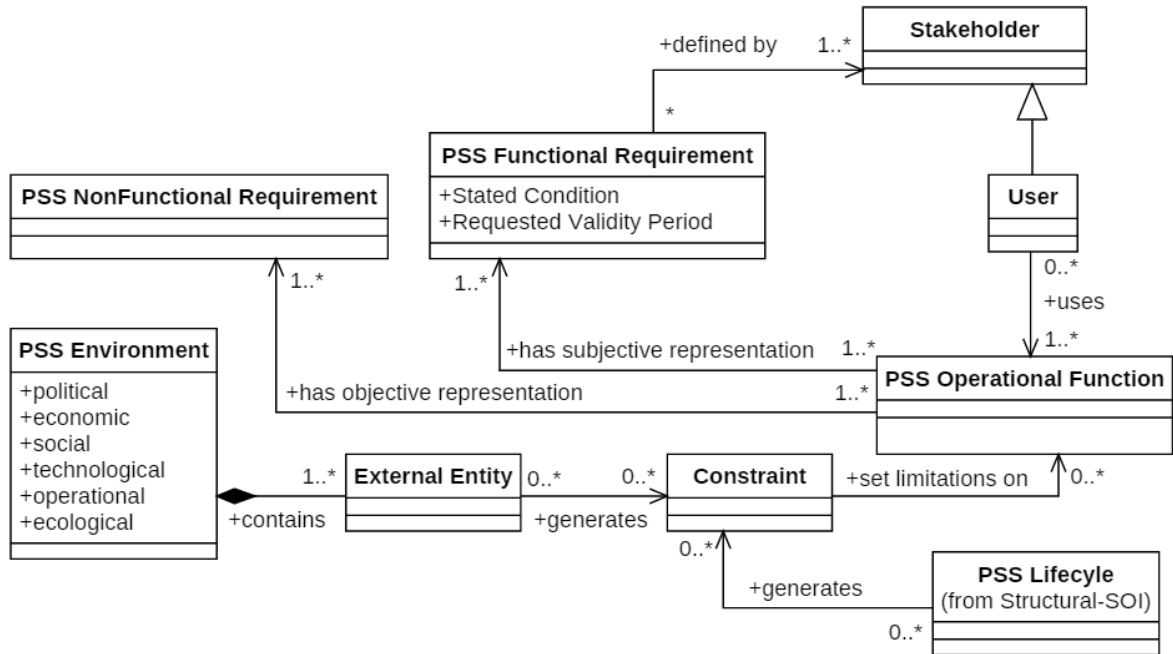 Stakeholder
+defined by
1..*
*
PSS Functional Requirement
+Stated Condition
+Requested Validity Period
PSS NonFunctional Requirement
User
1..*
1..*
0..*
+uses
1..*
PSS Environment
+political
+economic
+social
+technological
+operational
+ecological
+has subjective representation
1..*
+has objective representation
1..*
PSS Operational Function
1..*
External Entity
0..*
0..*
Constraint
+set limitations on
0..*
+contains
+generates
0..*
+generates
0..*
PSS Lifecyle
(from Structural-SOI)